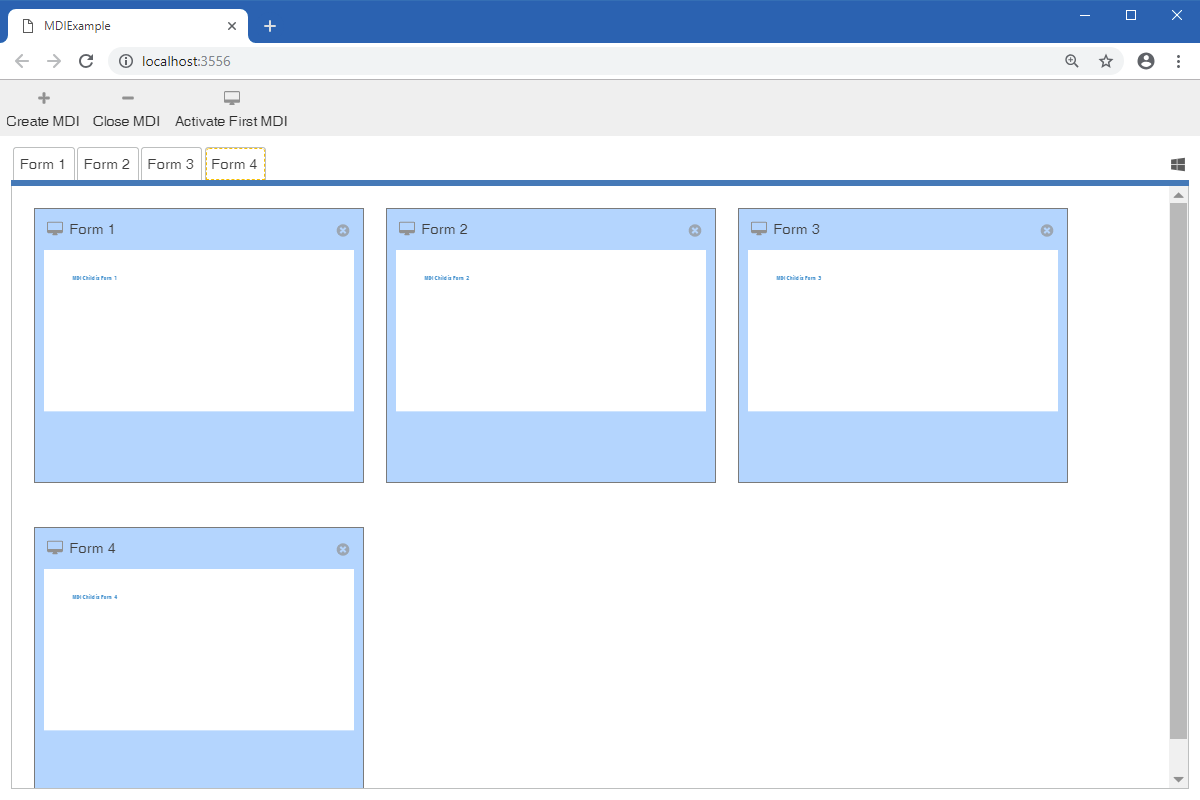 MDIExample
localhost:3556
Create MDI Close MDI Activate First MDI
Form 1 Form 2 Form 3 Form 4
Form 1 Form 2 Form 3
MDI Child is Form 1 MDI Child is Form 2 MDI Child is Form 3
Form 4
MDI Child is Form 4